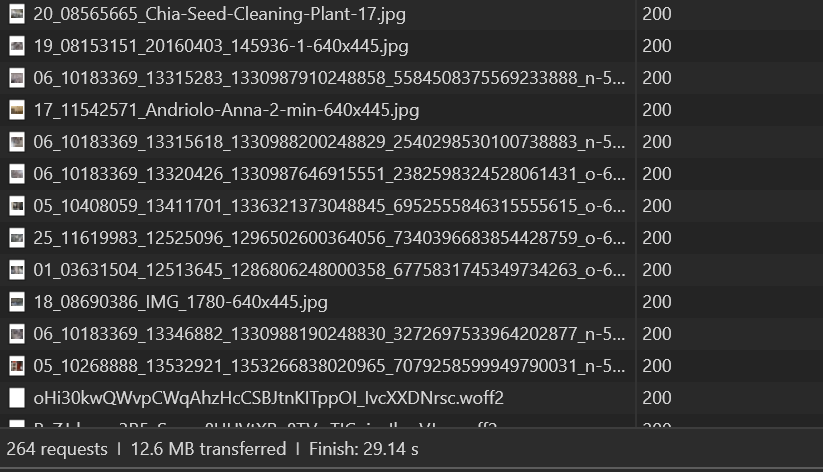 20_08565665_Chia-Seed-Cleaning-Plant-17.jpg 200
19_08153151_20160403_145936-1-640x445.jpg 200
06_10183369_13315283_1330987910248858_5584508375569233888_n-5... 200
17_11542571_Andriolo-Anna-2-min-640x445.jpg 200
06_10183369_13315618_1330988200248829_2540298530100738883_n-5... 200
06_10183369_13320426_1330987646915551_2382598324528061431_o-6... 200
05_10408059_13411701_1336321373048845_6952555846315555615_o-6... 200
25_11619983_12525096_1296502600364056_7340396683854428759_o-6... 200
01_03631504_12513645_1286806248000358_6775831745349734263_o-6... 200
18_08690386_IMG_1780-640x445.jpg 200
06_10183369_13346882_1330988190248830_3272697533964202877_n-5... 200
05_10268888_13532921_1353266838020965_7079258599949790031_n-5... 200
oHi30kwQWvpCWqAhzHcCSBJtnKITppOI_IvcXXDNrsc.woff2 200
264 requests | 12.6 MB transferred | Finish: 29.14 s